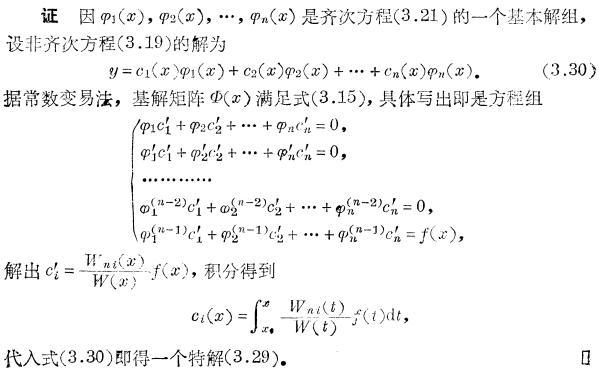 证 因φ₁(x), φ₂(x), …, φₙ(x) 是齐次方程(3.21)的一个基本解组,
设非齐次方程(3.19)的解为
y = c₁(x)φ₁(x) + c₂(x)φ₂(x) + … + cₙ(x)φₙ(x). (3.30)
据常数变易法, 基解矩阵 Φ(x) 满足式(3.15), 具体写出即是方程组
φ₁c₁′ + φ₂c₂′ + … + φₙcₙ′ = 0,
φ₁′c₁′ + φ₂′c₂′ + … + φₙ′cₙ′ = 0,
…………
φ₁⁽ⁿ⁻²⁾c₁′ + φ₂⁽ⁿ⁻²⁾c₂′ + … + φₙ⁽ⁿ⁻²⁾cₙ′ = 0,
φ₁⁽ⁿ⁻¹⁾c₁′ + φ₂⁽ⁿ⁻¹⁾c₂′ + … + φₙ⁽ⁿ⁻¹⁾cₙ′ = f(x),
解出 cᵢ′ = Wₙᵢ(x)/W(x) f(x), 积分得到
cᵢ(x) = ∫ₓ₀ˣ Wₙᵢ(t)/W(t) f(t)dt,
代入式(3.30)即得一个特解(3.29). □